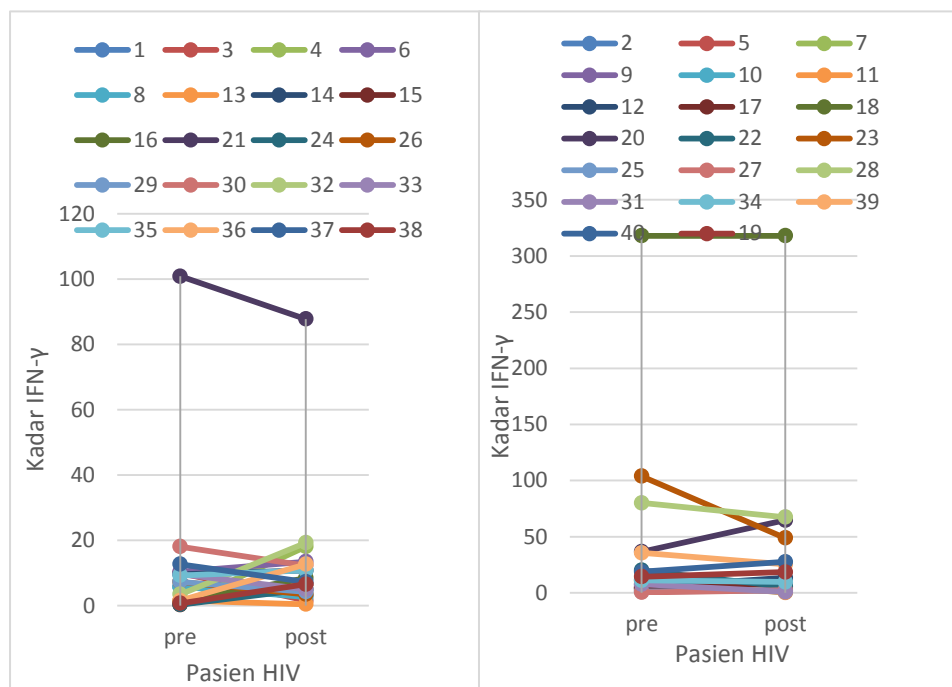 1 3 4 6
8 13 14 15
16 21 24 26
29 30 32 33
35 36 37 38
120
100
80
60
40
20
0
Kadar IFN-γ
pre post
Pasien HIV
2 5 7
9 10 11
12 17 18
20 22 23
25 27 28
31 34 39
40 19
350
300
250
200
150
100
50
0
Kadar IFN-γ
pre post
Pasien HIV